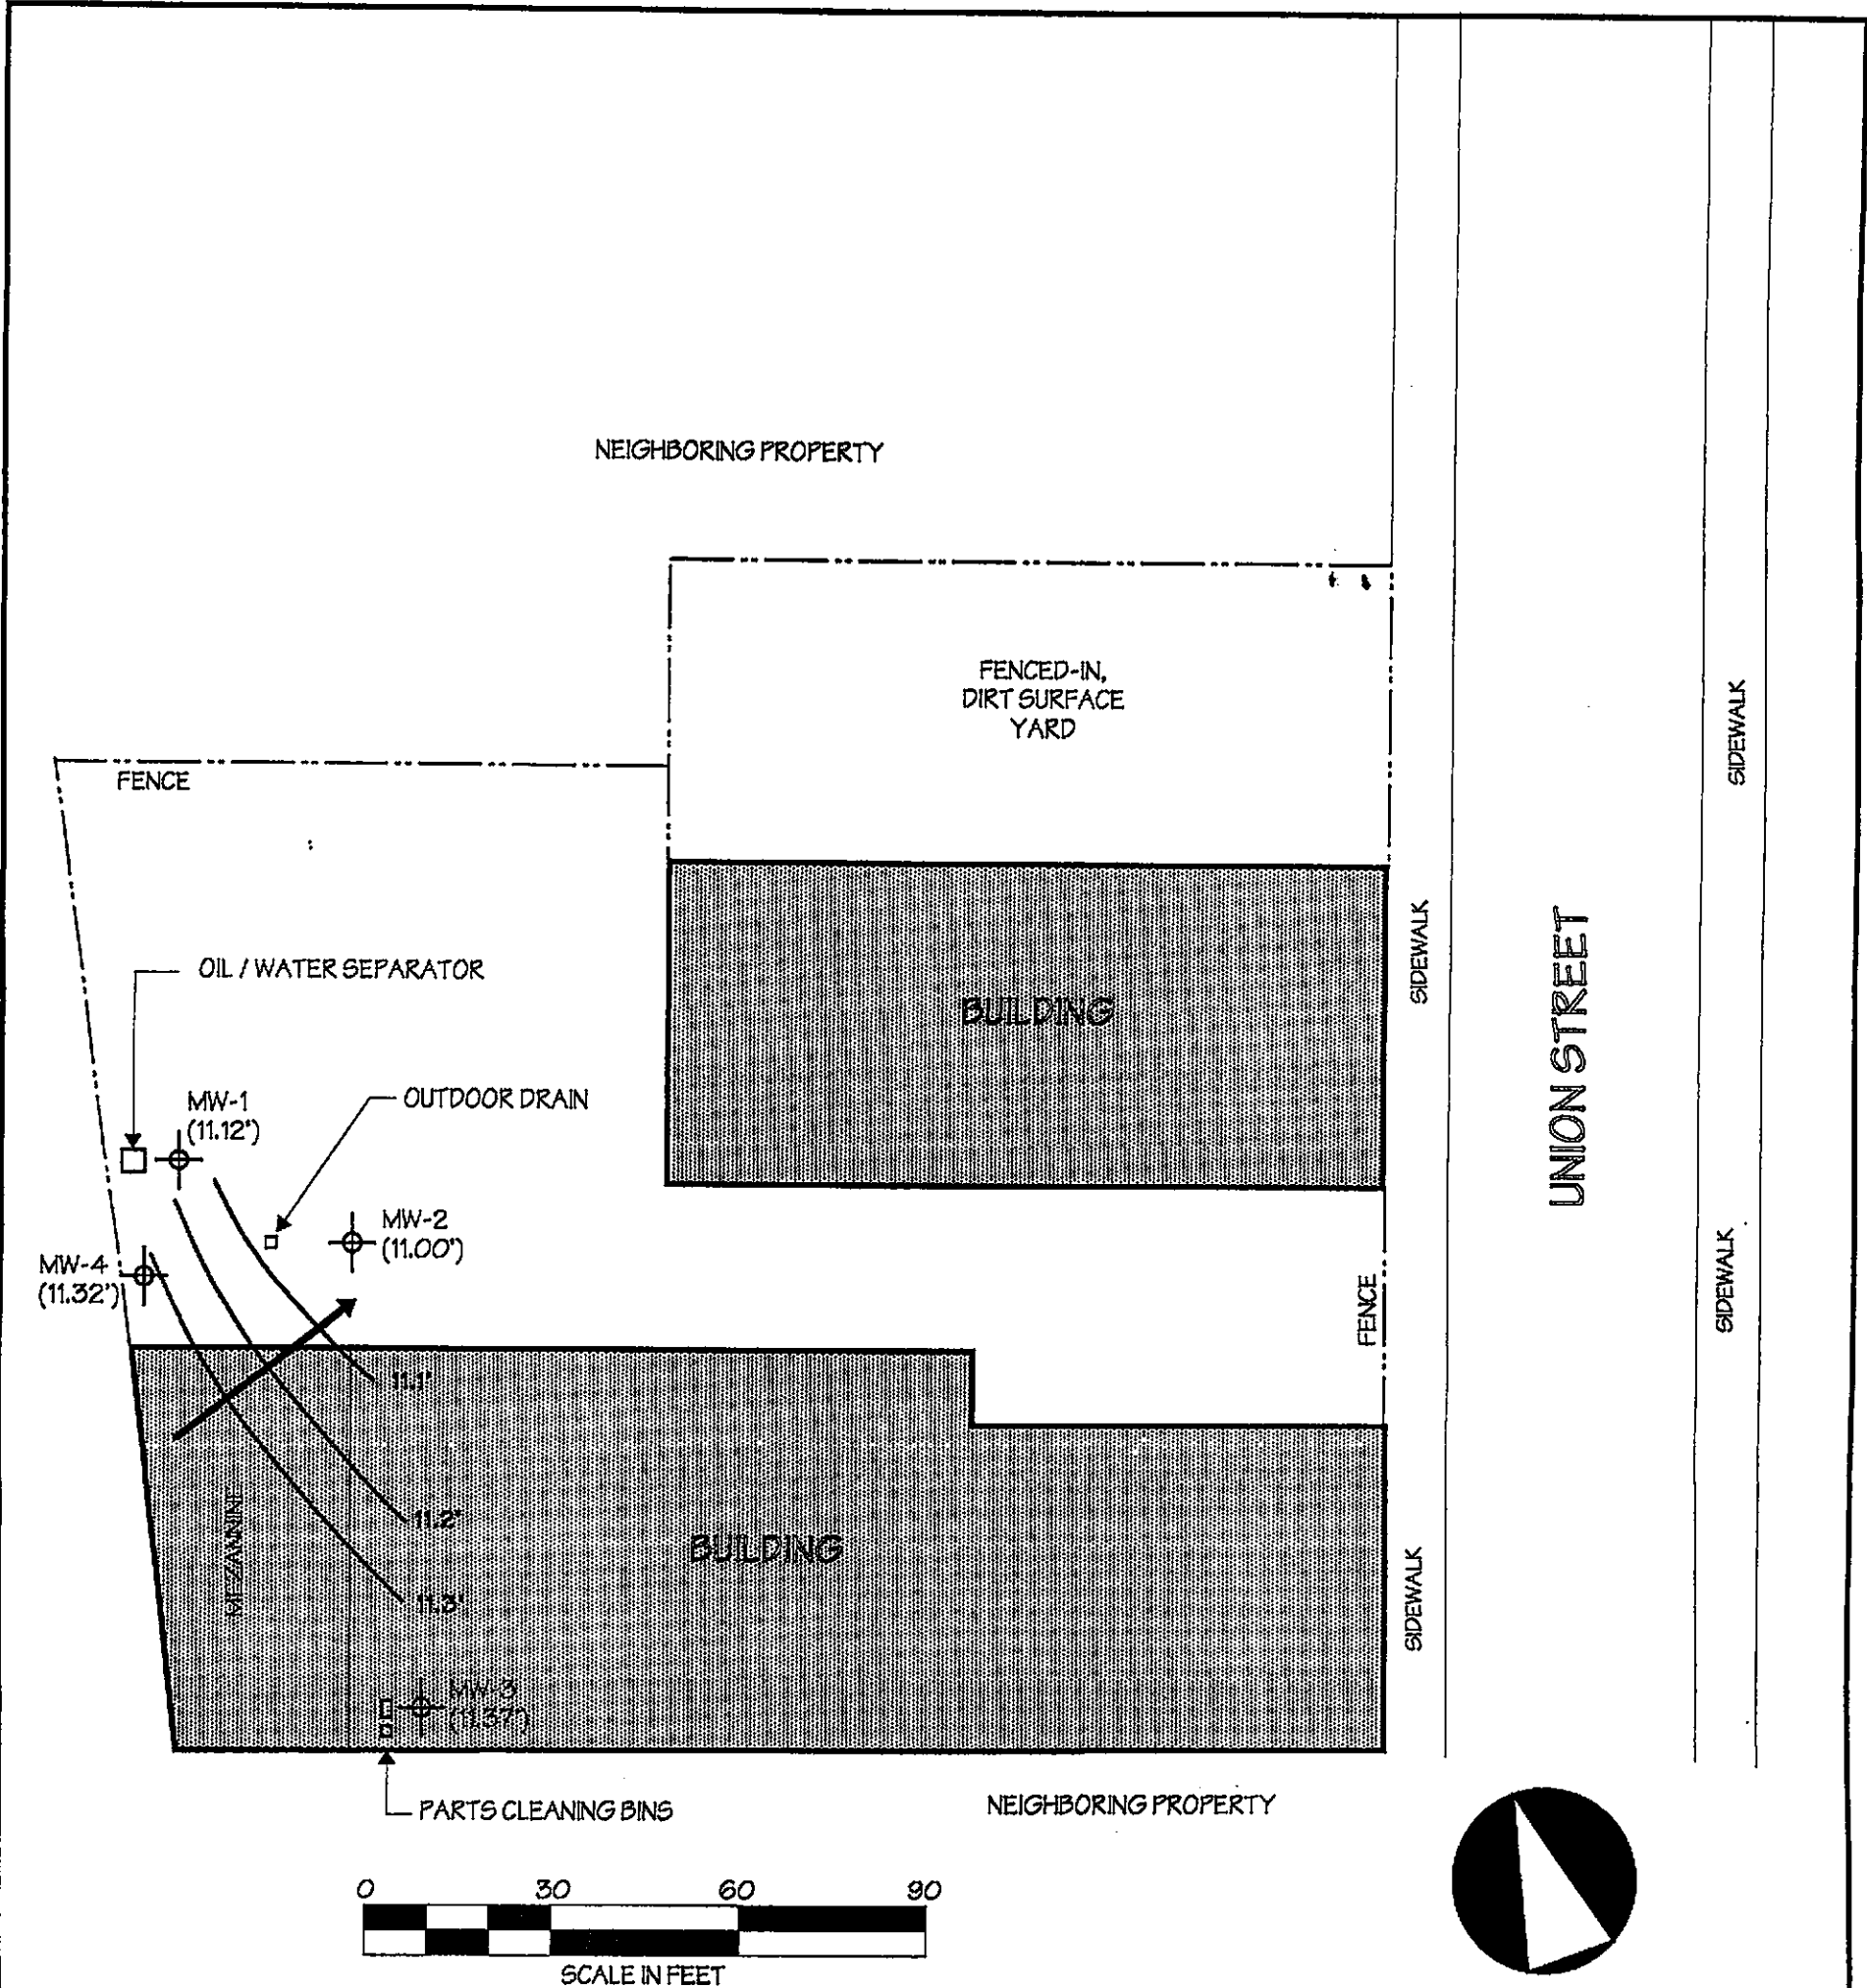 NEIGHBORING PROPERTY
FENCED-IN,
DIRT SURFACE
YARD
SIDEWALK
FENCE
OIL / WATER SEPARATOR
SIDEWALK
UNION STREET
BUILDING
OUTDOOR DRAIN
MW-1
(11.12')
MW-2
(11.00')
MW-4
(11.32')
FENCE
SIDEWALK
11.1'
11.2'
11.3'
MEZANNINE
BUILDING
SIDEWALK
MW-3
(11.37')
PARTS CLEANING BINS
NEIGHBORING PROPERTY
0 30 60 90
SCALE IN FEET